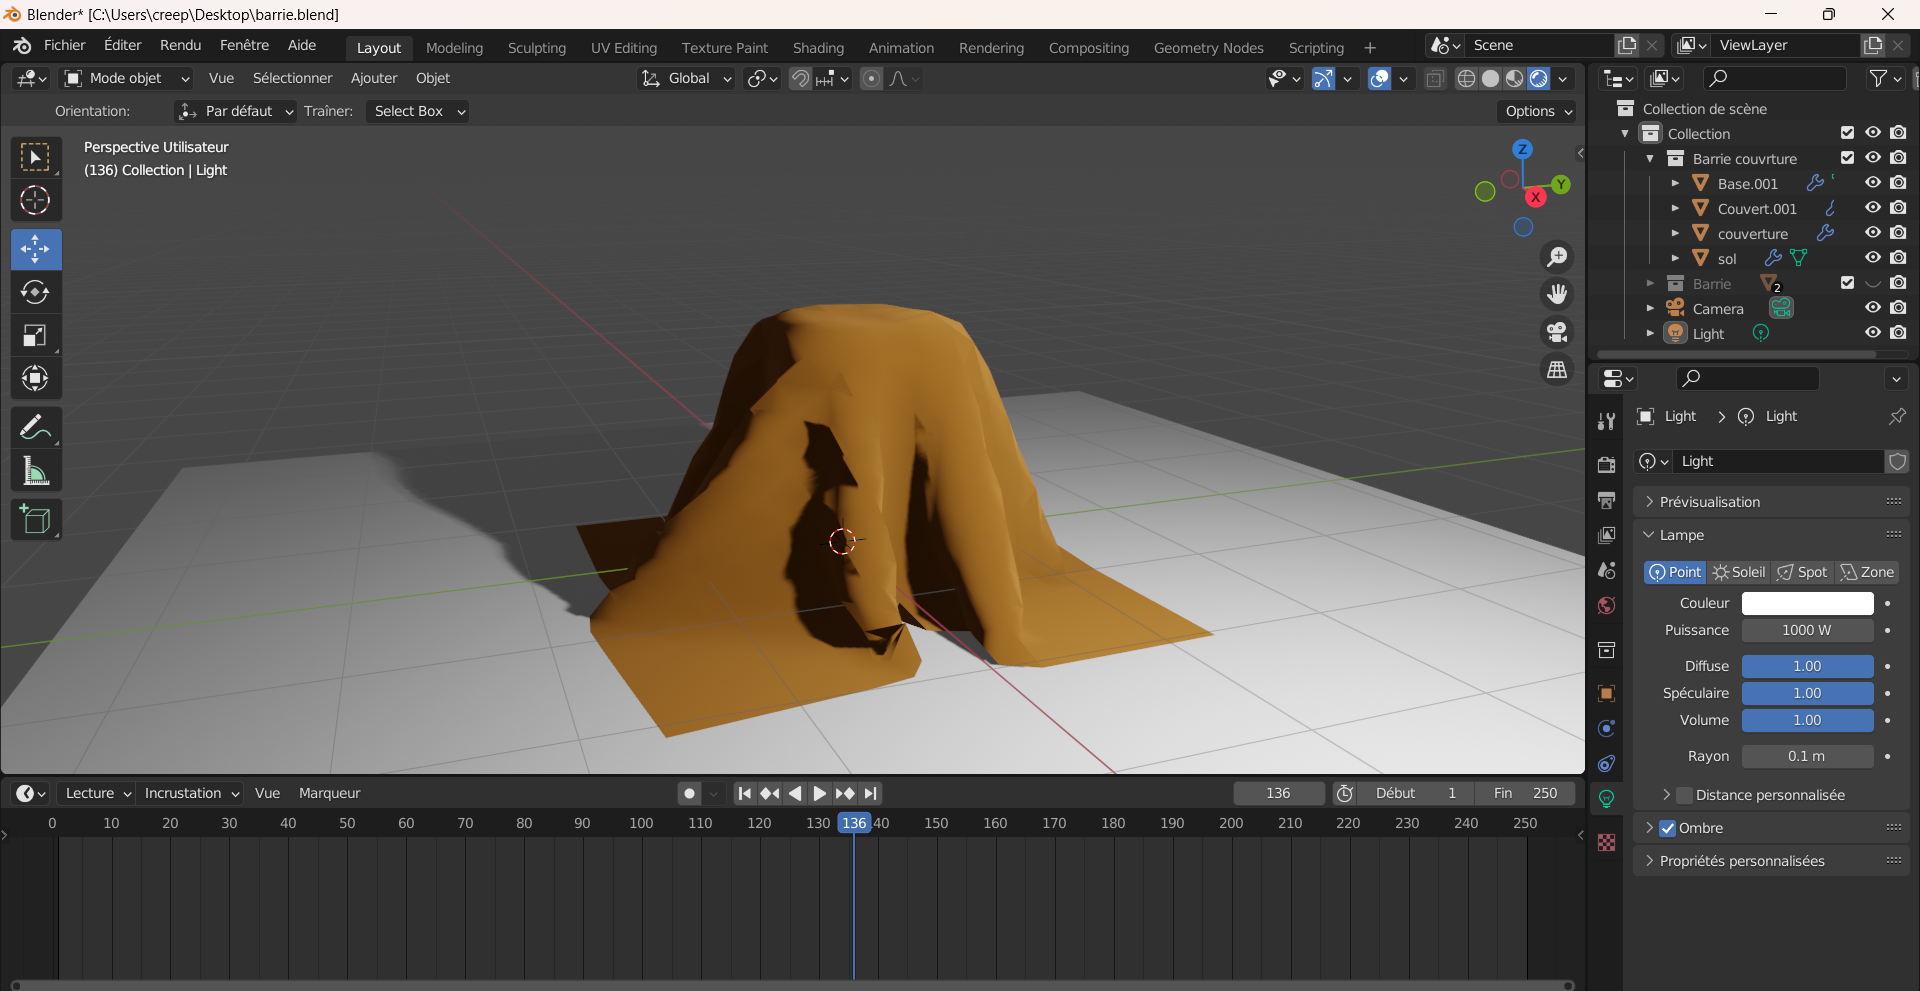 Blender* [C:\Users\creep\Desktop\barrie.blend]
Fichier Éditer Rendu Fenêtre Aide Layout Modeling Sculpting UV Editing Texture Paint Shading Animation Rendering Compositing Geometry Nodes Scripting + Scene ViewLayer
Mode objet Vue Sélectionner Ajouter Objet Global
Orientation: Par défaut Traîner: Select Box Options
Perspective Utilisateur
(136) Collection | Light
Z
Y
X
Collection de scène
Collection
Barrie couvrture
Base.001
Couvert.001
couverture
sol
Barrie 2
Camera
Light
Light Light
Light
Prévisualisation
Lampe
Point Soleil Spot Zone
Couleur
Puissance 1000 W
Diffuse 1.00
Spéculaire 1.00
Volume 1.00
Rayon 0.1 m
Distance personnalisée
Ombre
Propriétés personnalisées
Lecture Incrustation Vue Marqueur 136 Début 1 Fin 250
0 10 20 30 40 50 60 70 80 90 100 110 120 130 136 40 150 160 170 180 190 200 210 220 230 240 250